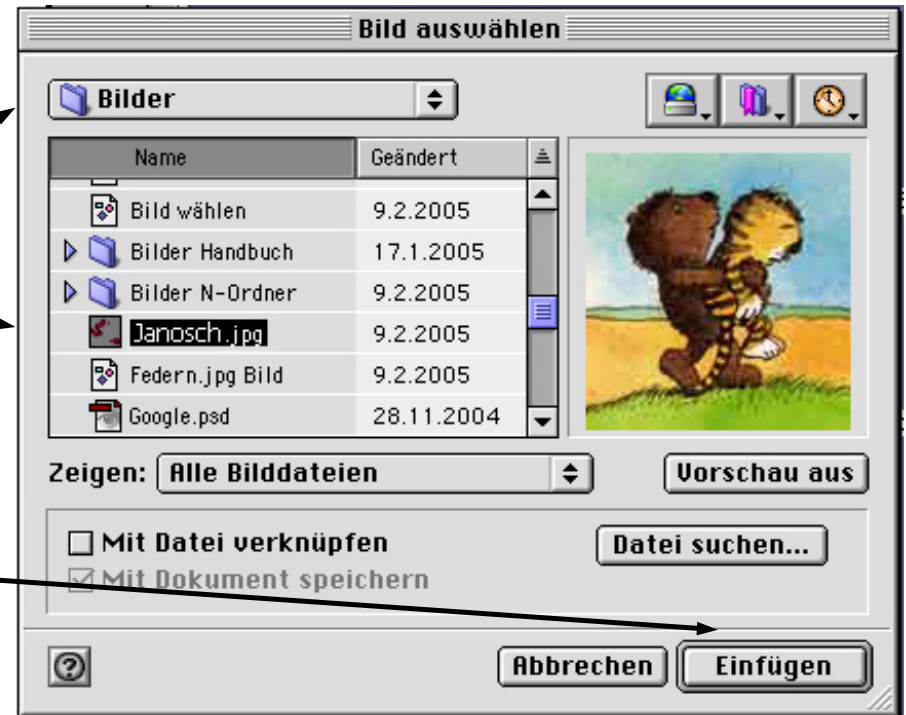 Bild auswählen
Bilder
Name Geändert
Bild wählen 9.2.2005
Bilder Handbuch 17.1.2005
Bilder N-Ordner 9.2.2005
Janosch.jpg 9.2.2005
Federn.jpg Bild 9.2.2005
Google.psd 28.11.2004
Zeigen: Alle Bilddateien Vorschau aus
Mit Datei verknüpfen Datei suchen...
Mit Dokument speichern
? Abbrechen Einfügen